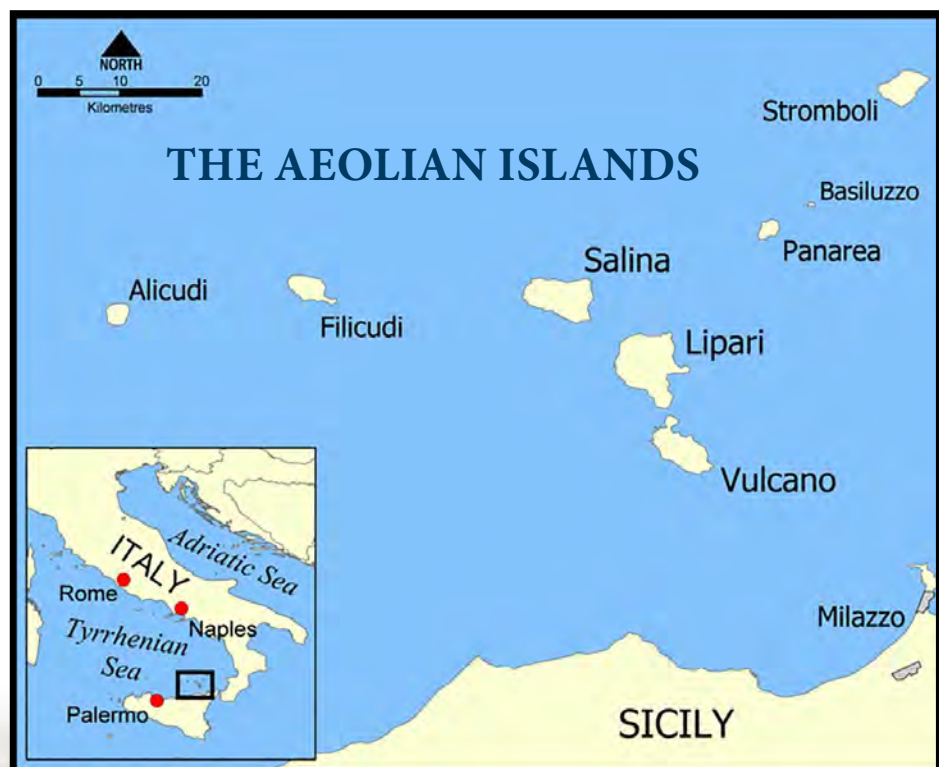 NORTH
0 5 10 20
Kilometres
THE AEOLIAN ISLANDS
Stromboli
Basiluzzo
Panarea
Salina
Alicudi
Filicudi
Lipari
Vulcano
Milazzo
SICILY
ITALY
Adriatic Sea
Rome
Naples
Tyrrhenian
Sea
Palermo